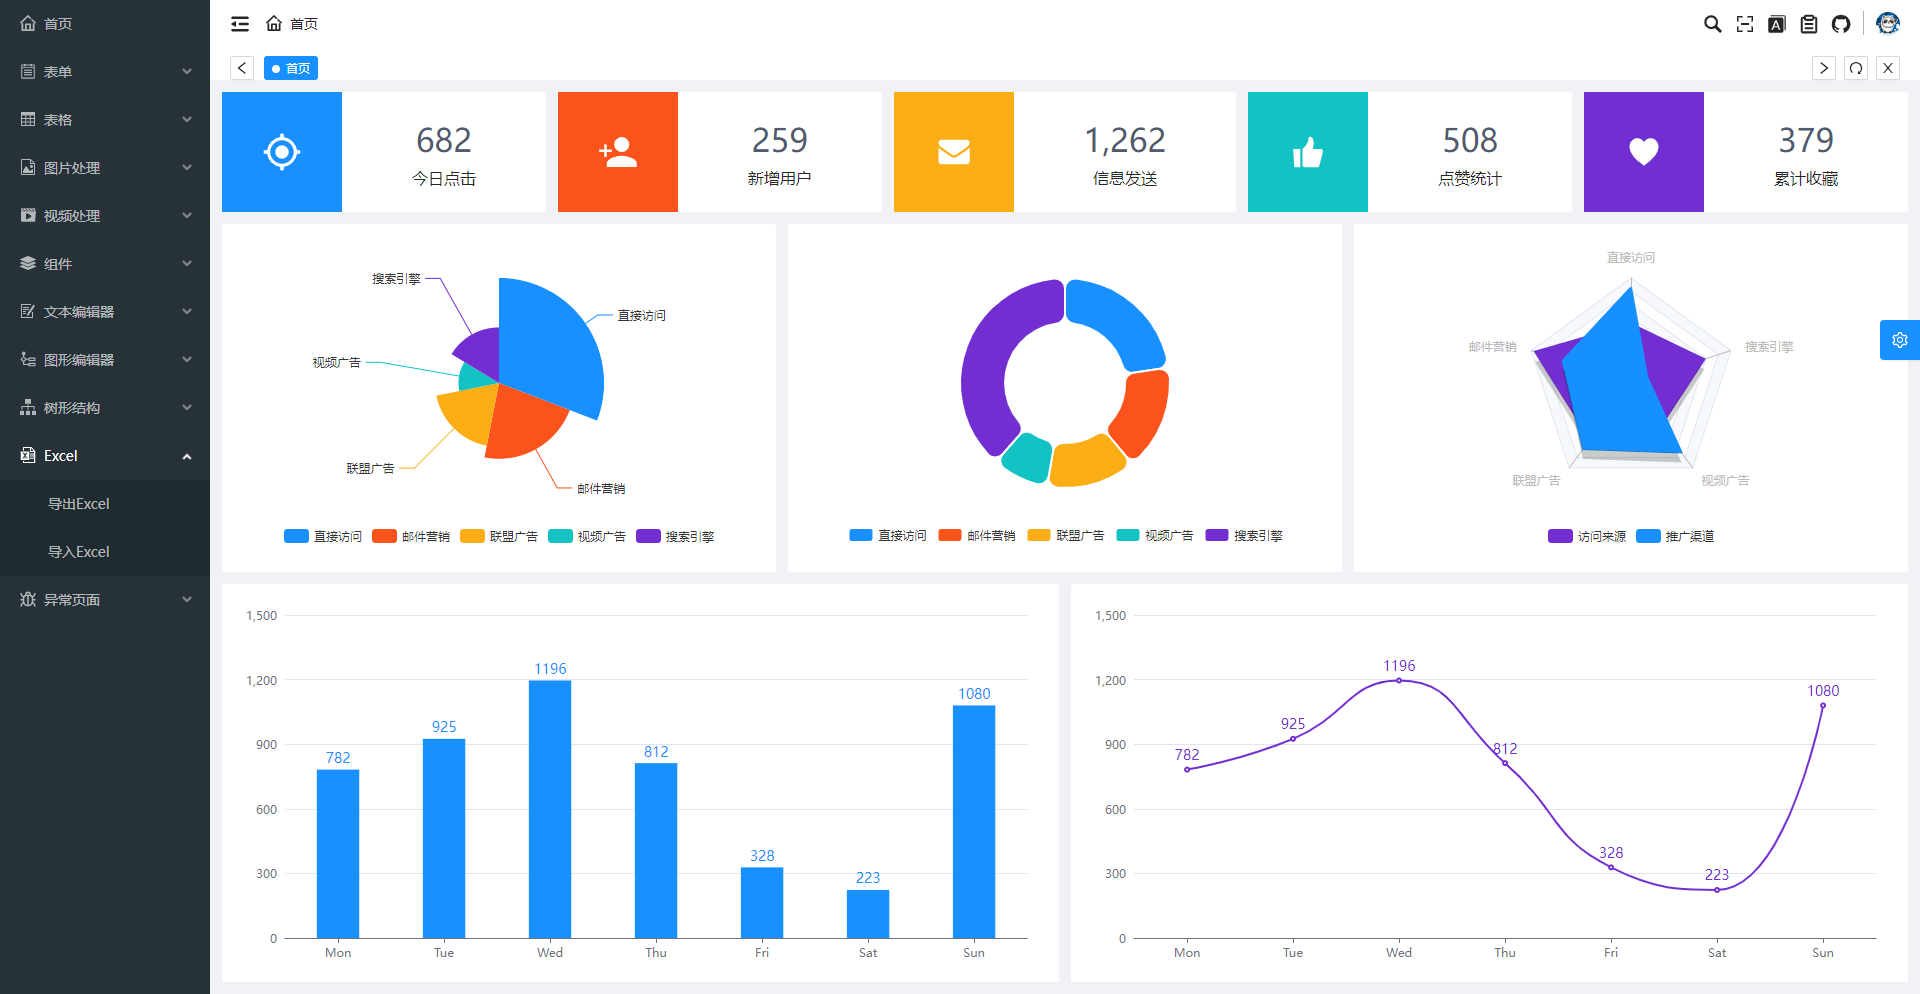 首页
表单
表格
图片处理
视频处理
组件
文本编辑器
图形编辑器
树形结构
Excel
导出Excel
导入Excel
异常页面
首页
A
首页
682
今日点击
259
新增用户
1,262
信息发送
508
点赞统计
379
累计收藏
搜索引擎
直接访问
视频广告
联盟广告
邮件营销
直接访问 邮件营销 联盟广告 视频广告 搜索引擎
直接访问 邮件营销 联盟广告 视频广告 搜索引擎
直接访问
邮件营销
搜索引擎
联盟广告
视频广告
访问来源 推广渠道
1,500
1,200
900
600
300
0
782
925
1196
812
328
223
1080
Mon Tue Wed Thu Fri Sat Sun
1,500
1,200
900
600
300
0
782
925
1196
812
328
223
1080
Mon Tue Wed Thu Fri Sat Sun